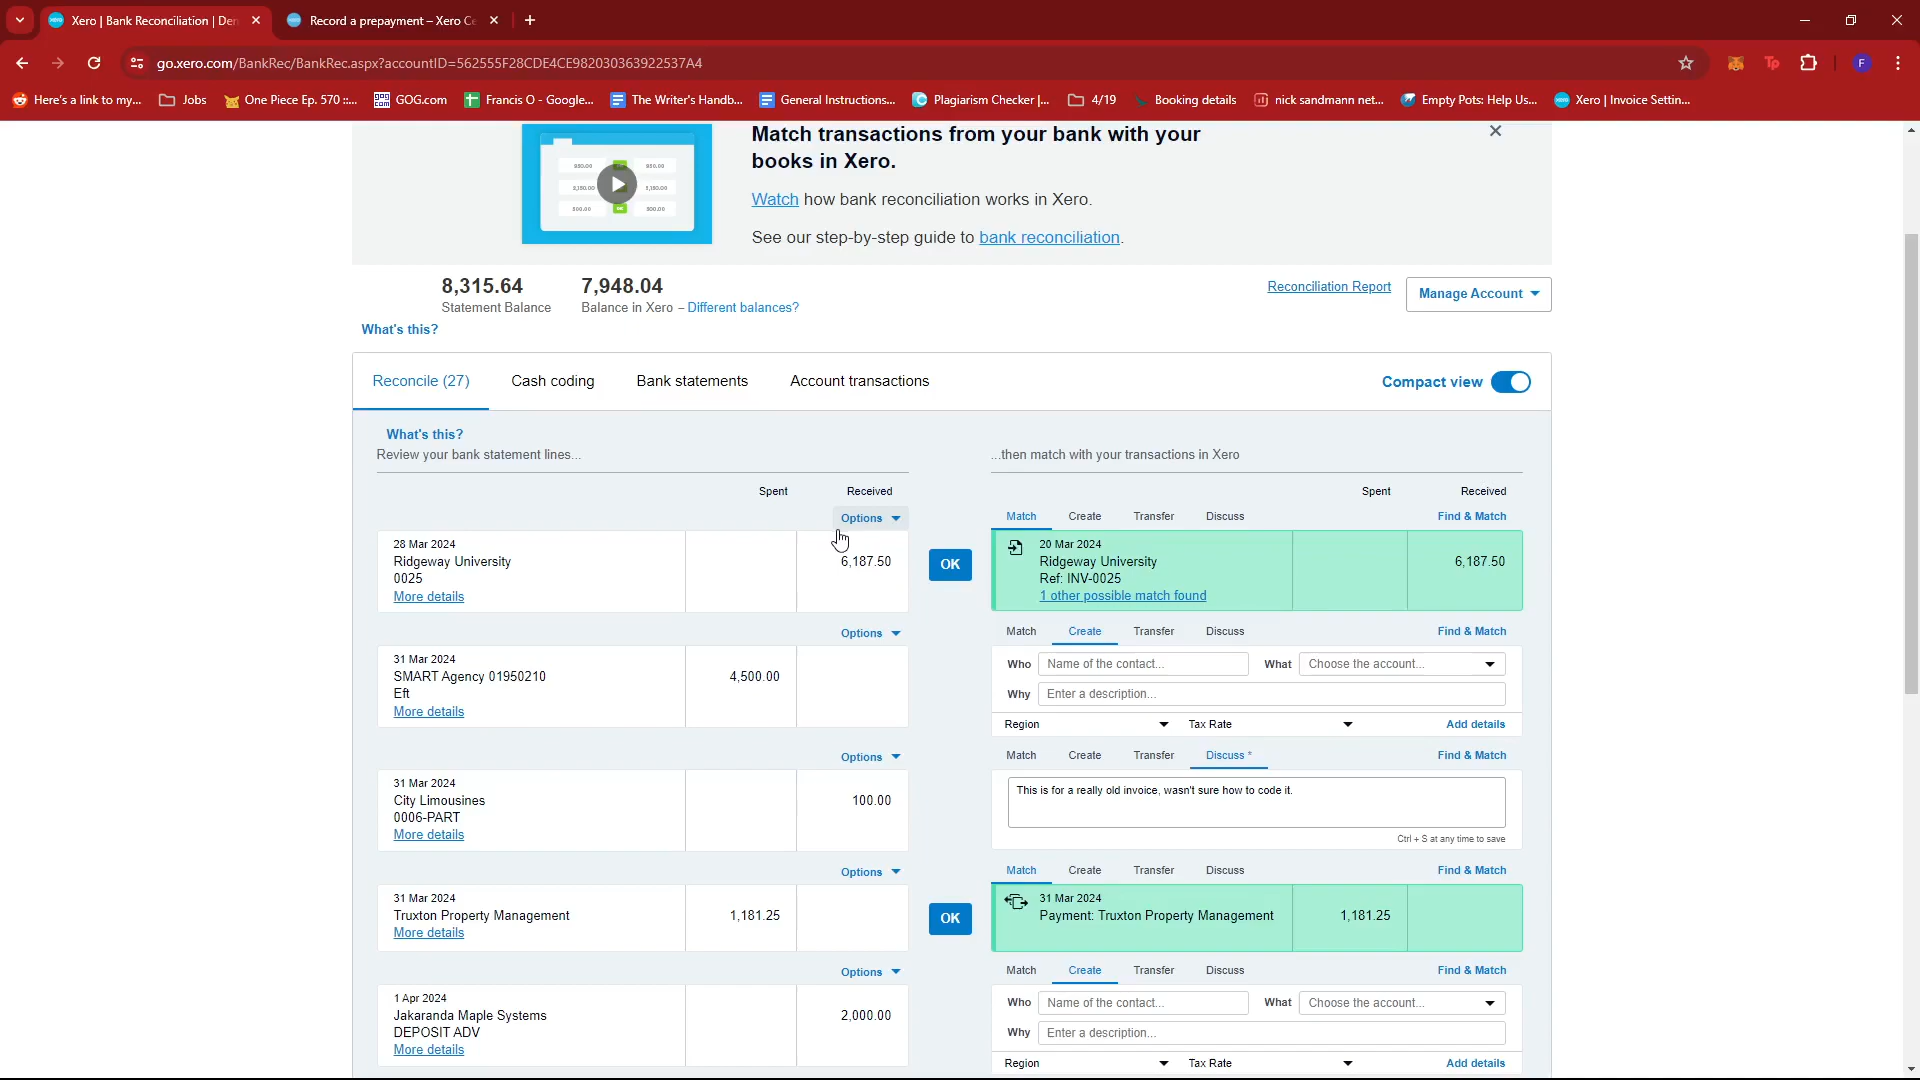 Xero | Bank Reconciliation | Den
Record a prepayment – Xero Ce
go.xero.com/BankRec/BankRec.aspx?accountID=562555F28CDE4CE982030363922537A4
F
Here's a link to my...
Jobs
One Piece Ep. 570 ::...
GOG.com
Francis O - Google...
The Writer's Handb...
General Instructions...
Plagiarism Checker |...
4/19
Booking details
nick sandmann net...
Empty Pots: Help Us...
Xero | Invoice Settin...
Match transactions from your bank with your
books in Xero.
Watch how bank reconciliation works in Xero.
See our step-by-step guide to bank reconciliation.
8,315.64
Statement Balance
7,948.04
Balance in Xero – Different balances?
What's this?
Reconciliation Report
Manage Account
Reconcile (27)
Cash coding
Bank statements
Account transactions
Compact view
What's this?
Review your bank statement lines...
...then match with your transactions in Xero
Spent
Received
Spent
Received
Options
Match
Create
Transfer
Discuss
Find & Match
28 Mar 2024
Ridgeway University
0025
More details
6,187.50
OK
20 Mar 2024
Ridgeway University
Ref: INV-0025
1 other possible match found
6,187.50
Options
Match
Create
Transfer
Discuss
Find & Match
31 Mar 2024
SMART Agency 01950210
Eft
More details
4,500.00
Who
Name of the contact...
What
Choose the account...
Why
Enter a description...
Region
Tax Rate
Add details
Options
Match
Create
Transfer
Discuss *
Find & Match
31 Mar 2024
City Limousines
0006-PART
More details
100.00
This is for a really old invoice, wasn't sure how to code it.
Ctrl + S at any time to save
Options
Match
Create
Transfer
Discuss
Find & Match
31 Mar 2024
Truxton Property Management
More details
1,181.25
OK
31 Mar 2024
Payment: Truxton Property Management
1,181.25
Options
Match
Create
Transfer
Discuss
Find & Match
1 Apr 2024
Jakaranda Maple Systems
DEPOSIT ADV
More details
2,000.00
Who
Name of the contact...
What
Choose the account...
Why
Enter a description...
Region
Tax Rate
Add details